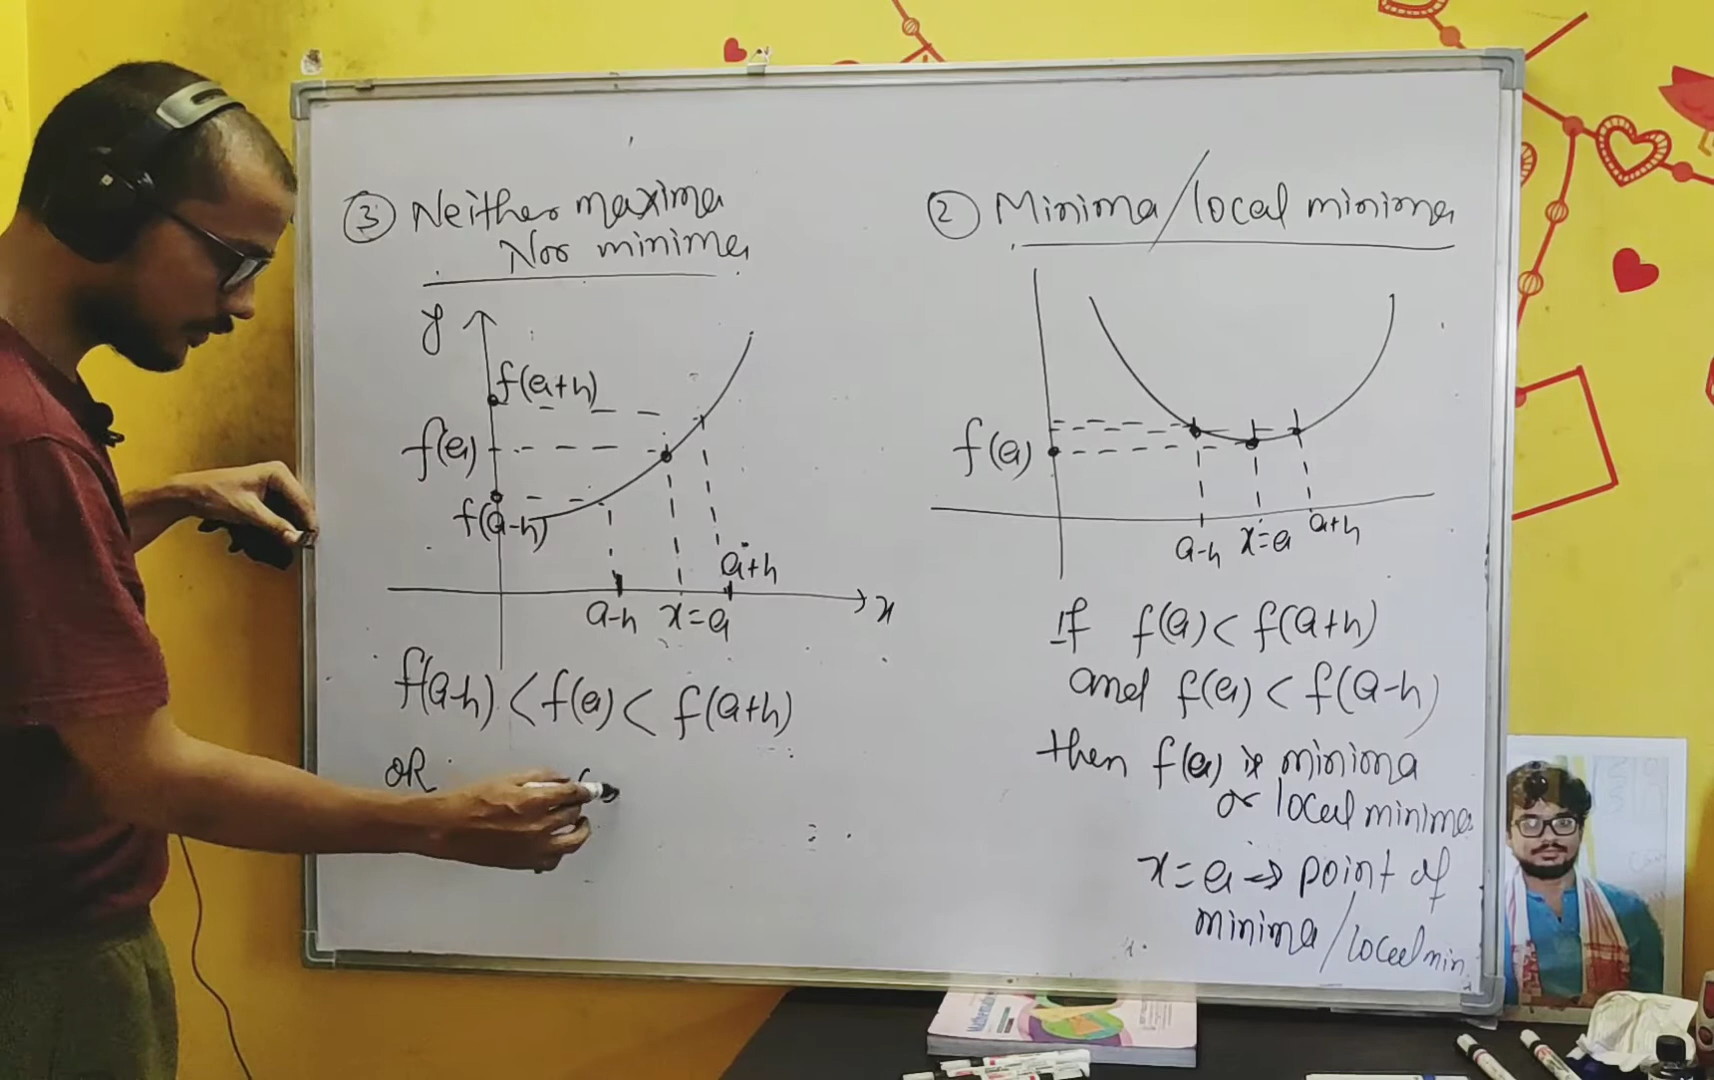 ③ Neither maxima
Nor minima
y
f(a+h)
f(a)
f(a-h)
a+h
a-h x=a
x
f(a-h) < f(a) < f(a+h)
OR
② Minima/local minima
f(a)
a-h x=a a+h
If f(a) < f(a+h)
and f(a) < f(a-h)
then f(a) is minima
or local minima
x=a → point of
minima/local min
Mathematics